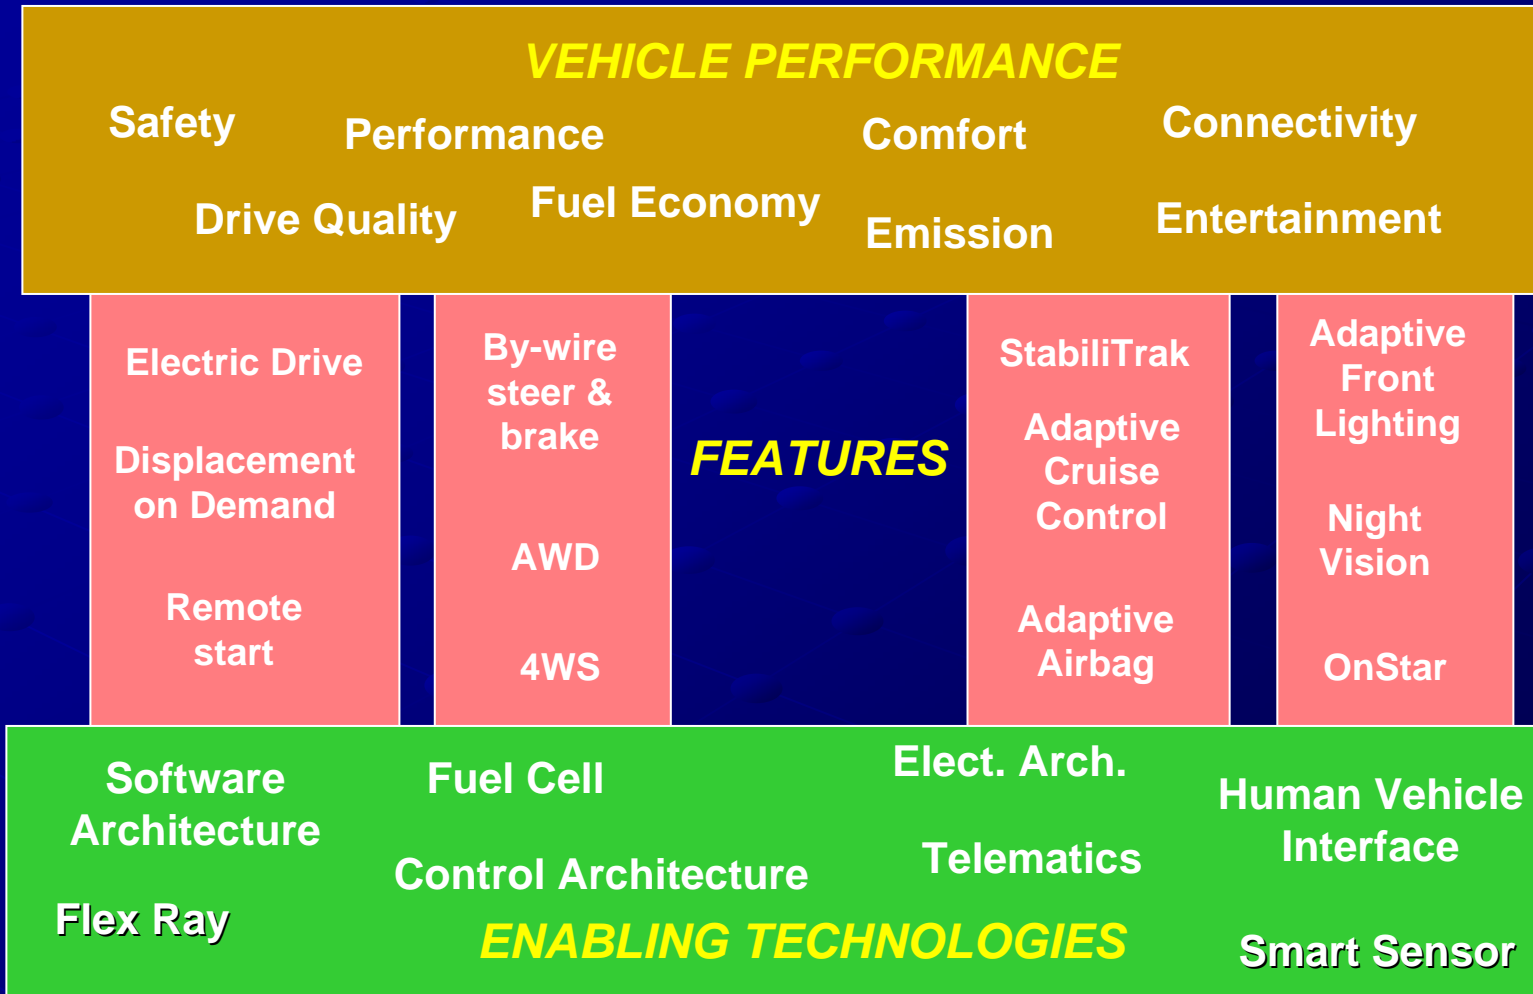 VEHICLE PERFORMANCE
Safety
Performance
Comfort
Connectivity
Drive Quality
Fuel Economy
Emission
Entertainment
Electric Drive
Displacement
on Demand
Remote
start
By-wire
steer &
brake
AWD
4WS
FEATURES
StabiliTrak
Adaptive
Cruise
Control
Adaptive
Airbag
Adaptive
Front
Lighting
Night
Vision
OnStar
Software
Architecture
Fuel Cell
Elect. Arch.
Human Vehicle
Interface
Control Architecture
Telematics
Flex Ray
ENABLING TECHNOLOGIES
Smart Sensor